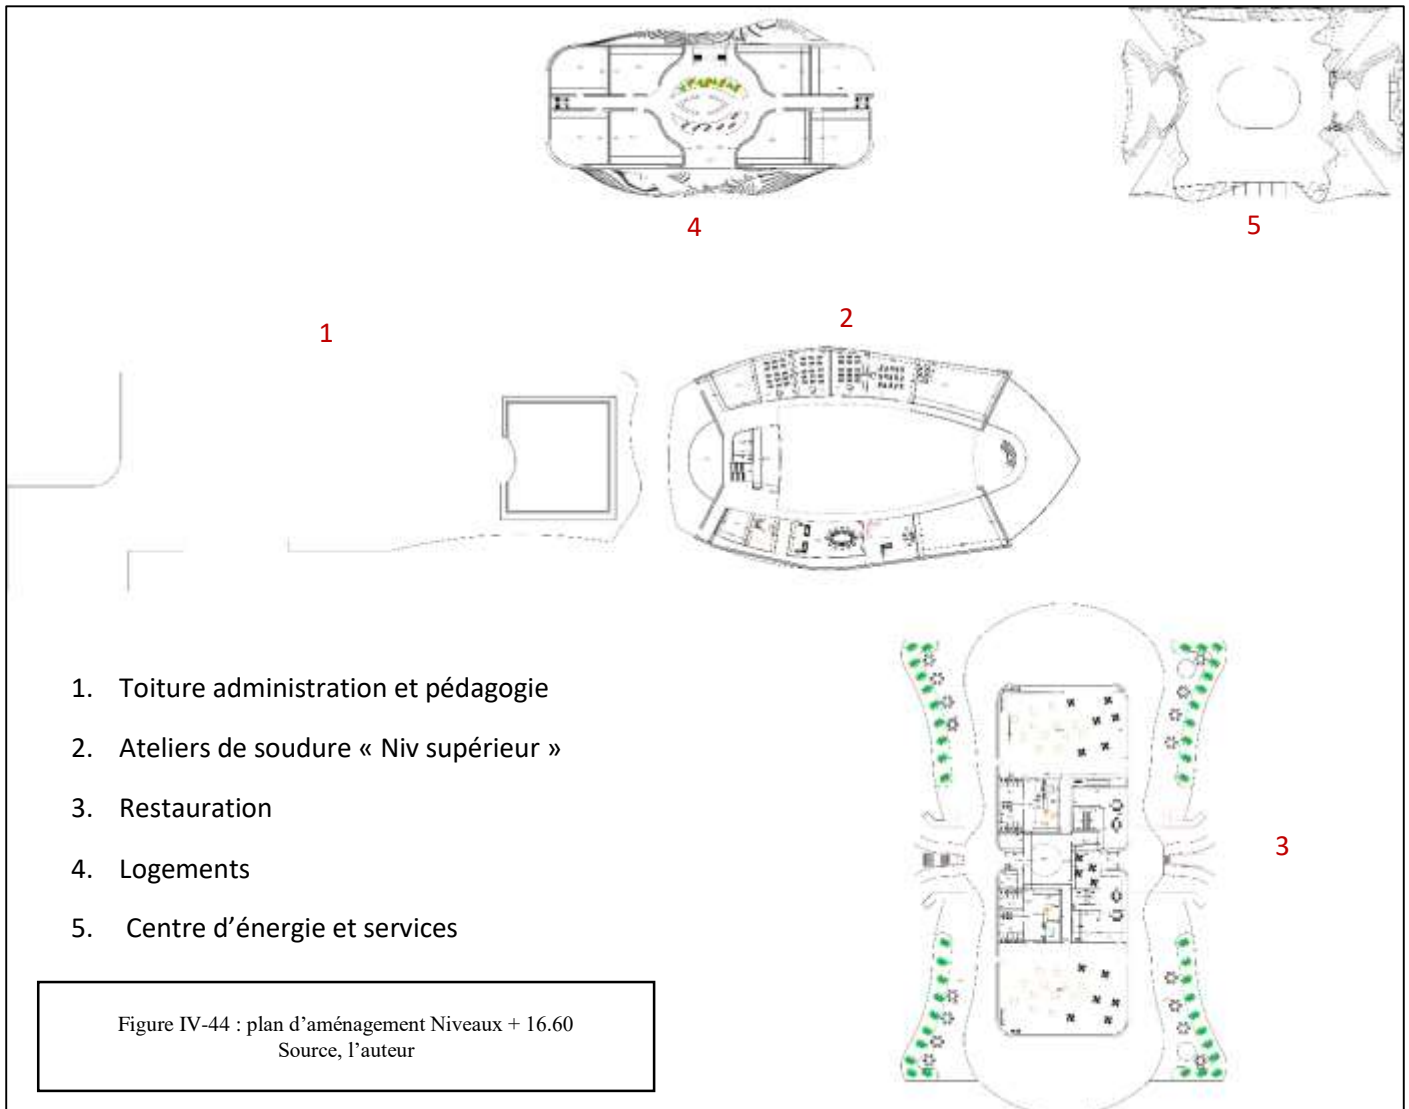 4
5
1
2
3
1. Toiture administration et pédagogie
2. Ateliers de soudure « Niv supérieur »
3. Restauration
4. Logements
5. Centre d’énergie et services
Figure IV-44 : plan d’aménagement Niveaux + 16.60
Source, l’auteur